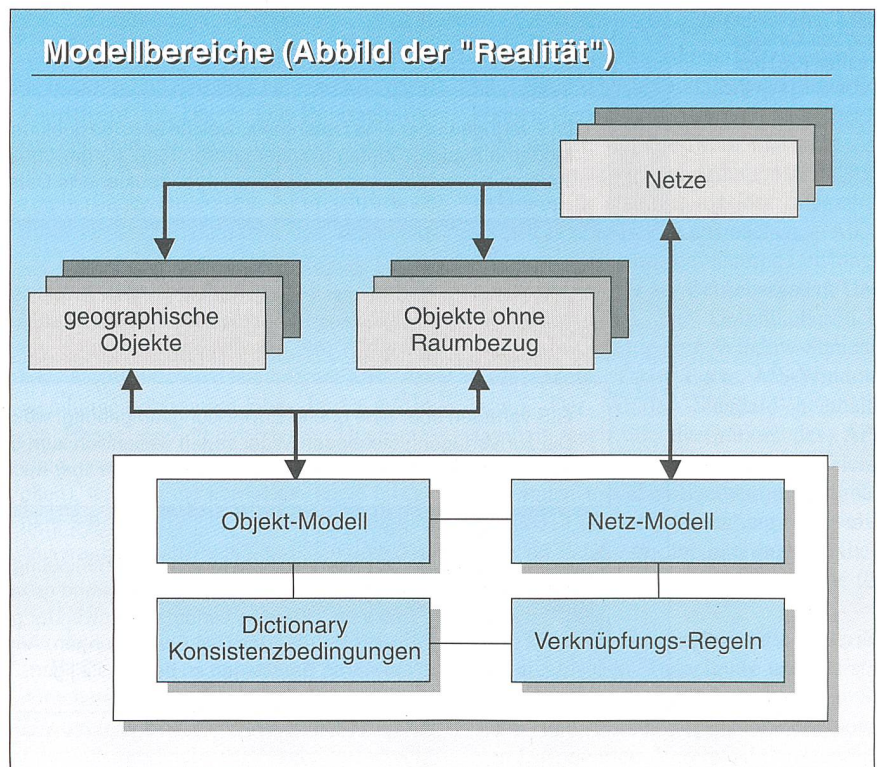 Modellbereiche (Abbild der "Realität")
Netze
geographische
Objekte
Objekte ohne
Raumbezug
Objekt-Modell
Netz-Modell
Dictionary
Konsistenzbedingungen
Verknüpfungs-Regeln